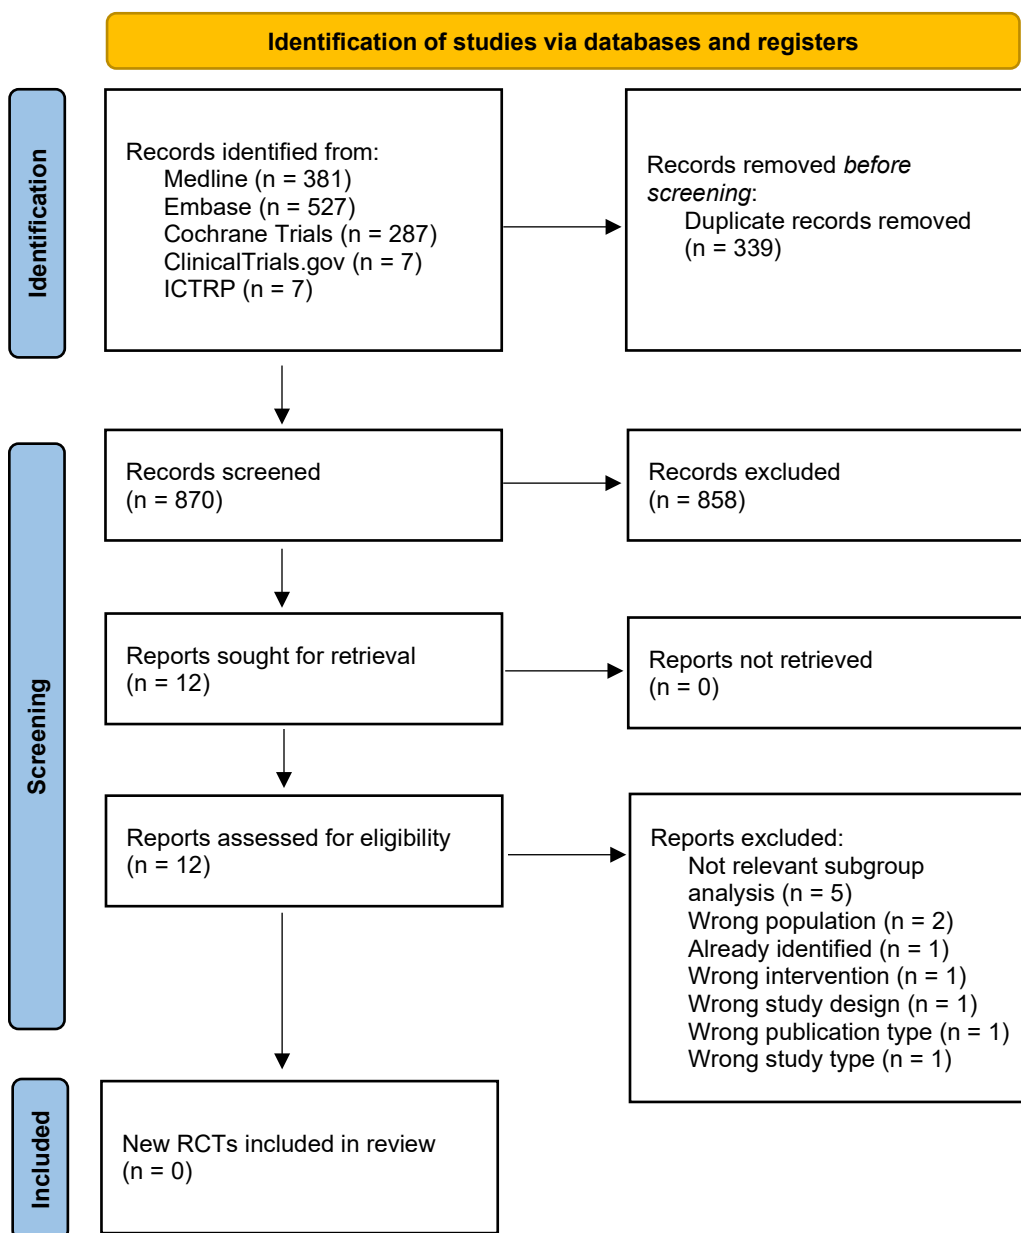 Identification of studies via databases and registers
Identification
Records identified from:
Medline (n = 381)
Embase (n = 527)
Cochrane Trials (n = 287)
ClinicalTrials.gov (n = 7)
ICTRP (n = 7)
Records removed before
screening:
Duplicate records removed
(n = 339)
Screening
Records screened
(n = 870)
Records excluded
(n = 858)
Reports sought for retrieval
(n = 12)
Reports not retrieved
(n = 0)
Reports assessed for eligibility
(n = 12)
Reports excluded:
Not relevant subgroup
analysis (n = 5)
Wrong population (n = 2)
Already identified (n = 1)
Wrong intervention (n = 1)
Wrong study design (n = 1)
Wrong publication type (n = 1)
Wrong study type (n = 1)
Included
New RCTs included in review
(n = 0)